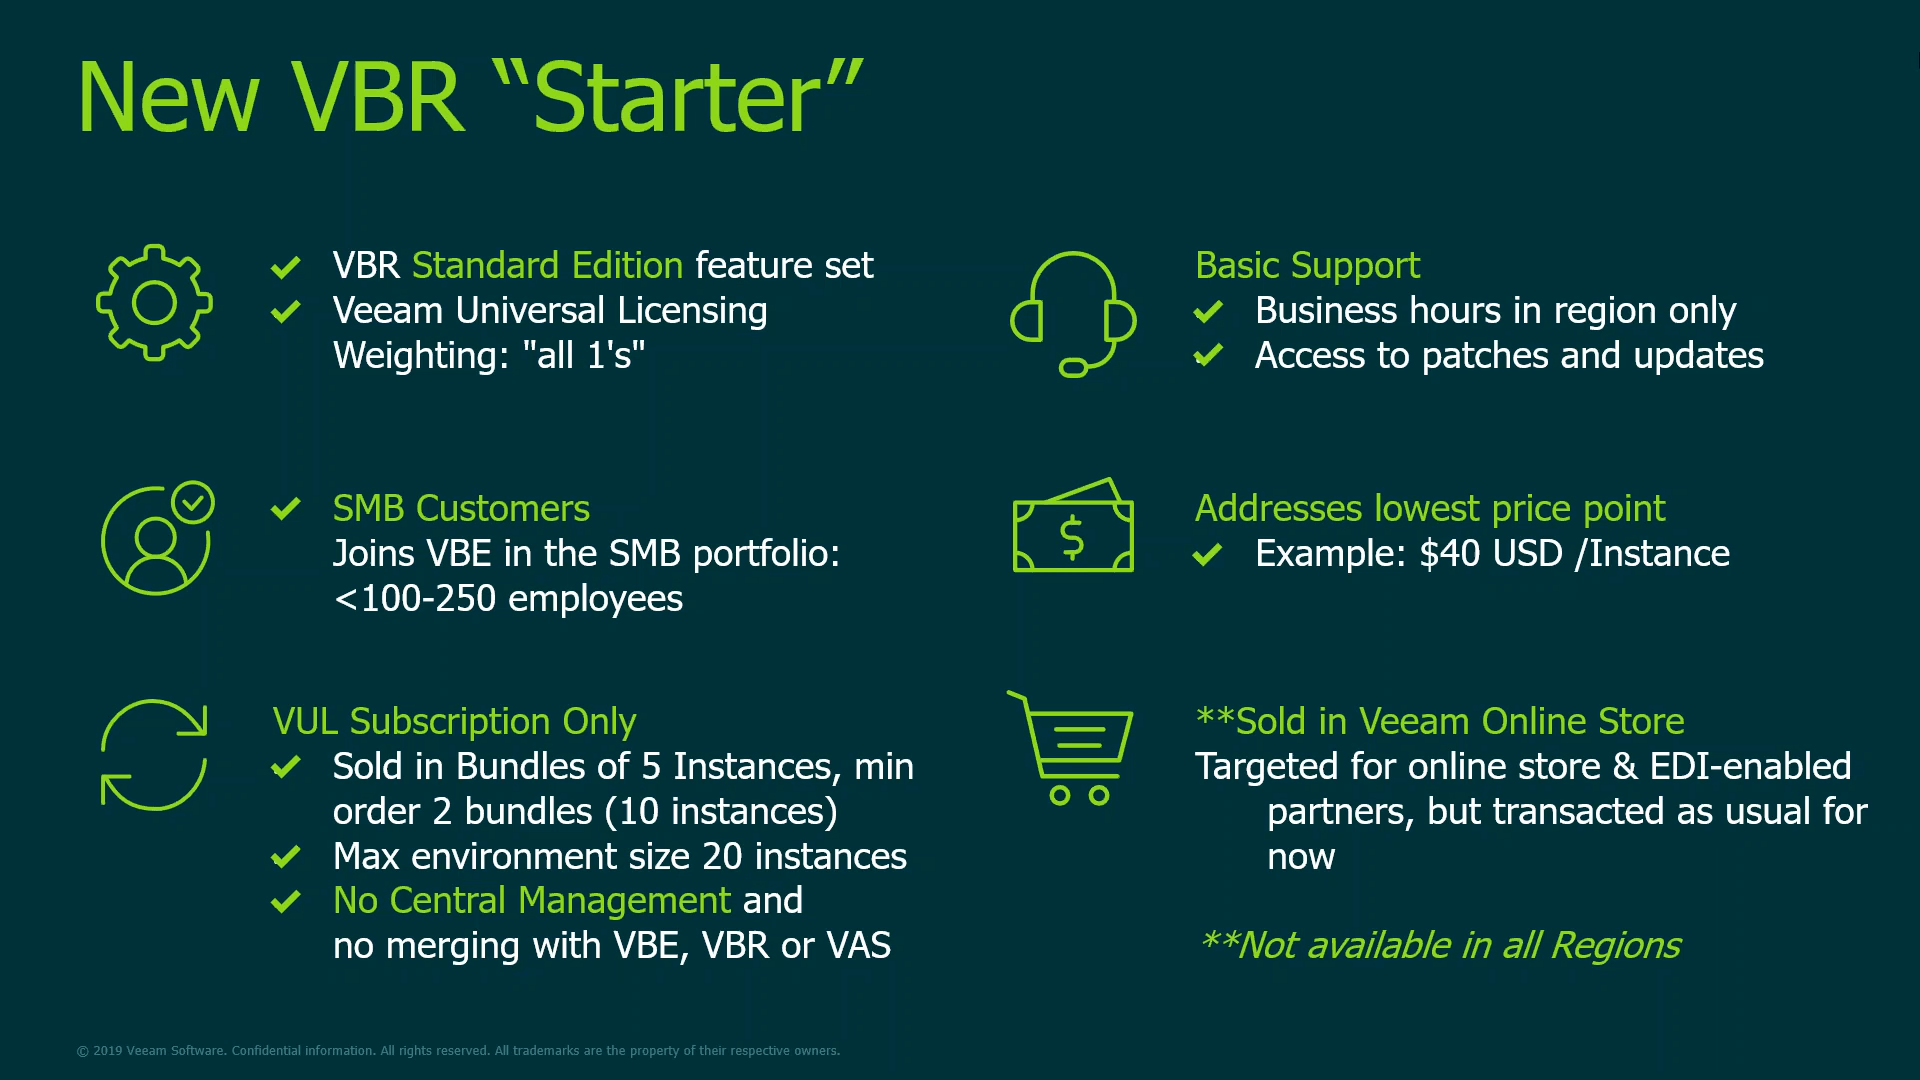 New VBR “Starter”
VBR Standard Edition feature set
Veeam Universal Licensing
Weighting: "all 1's"
SMB Customers
Joins VBE in the SMB portfolio:
<100-250 employees
VUL Subscription Only
Sold in Bundles of 5 Instances, min
order 2 bundles (10 instances)
Max environment size 20 instances
No Central Management and
no merging with VBE, VBR or VAS
Basic Support
Business hours in region only
Access to patches and updates
Addresses lowest price point
$
Example: $40 USD /Instance
**Sold in Veeam Online Store
Targeted for online store & EDI-enabled
partners, but transacted as usual for
now
**Not available in all Regions
© 2019 Veeam Software. Confidential information. All rights reserved. All trademarks are the property of their respective owners.